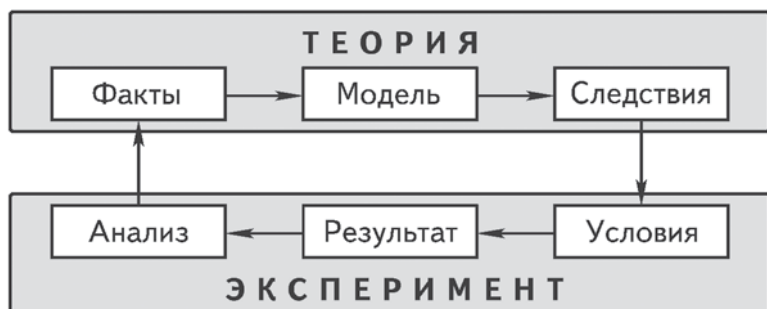 ТЕОРИЯ
Факты Модель Следствия
Анализ Результат Условия
ЭКСПЕРИМЕНТ